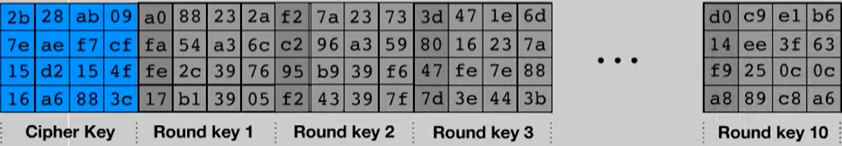 2b 28 ab 09 a0 88 23 2a f2 7a 23 73 3d 47 1e 6d d0 c9 e1 b6
7e ae f7 cf fa 54 a3 6c c2 96 a3 59 80 16 23 7a 14 ee 3f 63
15 d2 15 4f fe 2c 39 76 95 b9 39 f6 47 fe 7e 88 ... f9 25 0c 0c
16 a6 88 3c 17 b1 39 05 f2 43 39 7f 7d 3e 44 3b a8 89 c8 a6
Cipher Key Round key 1 Round key 2 Round key 3 Round key 10